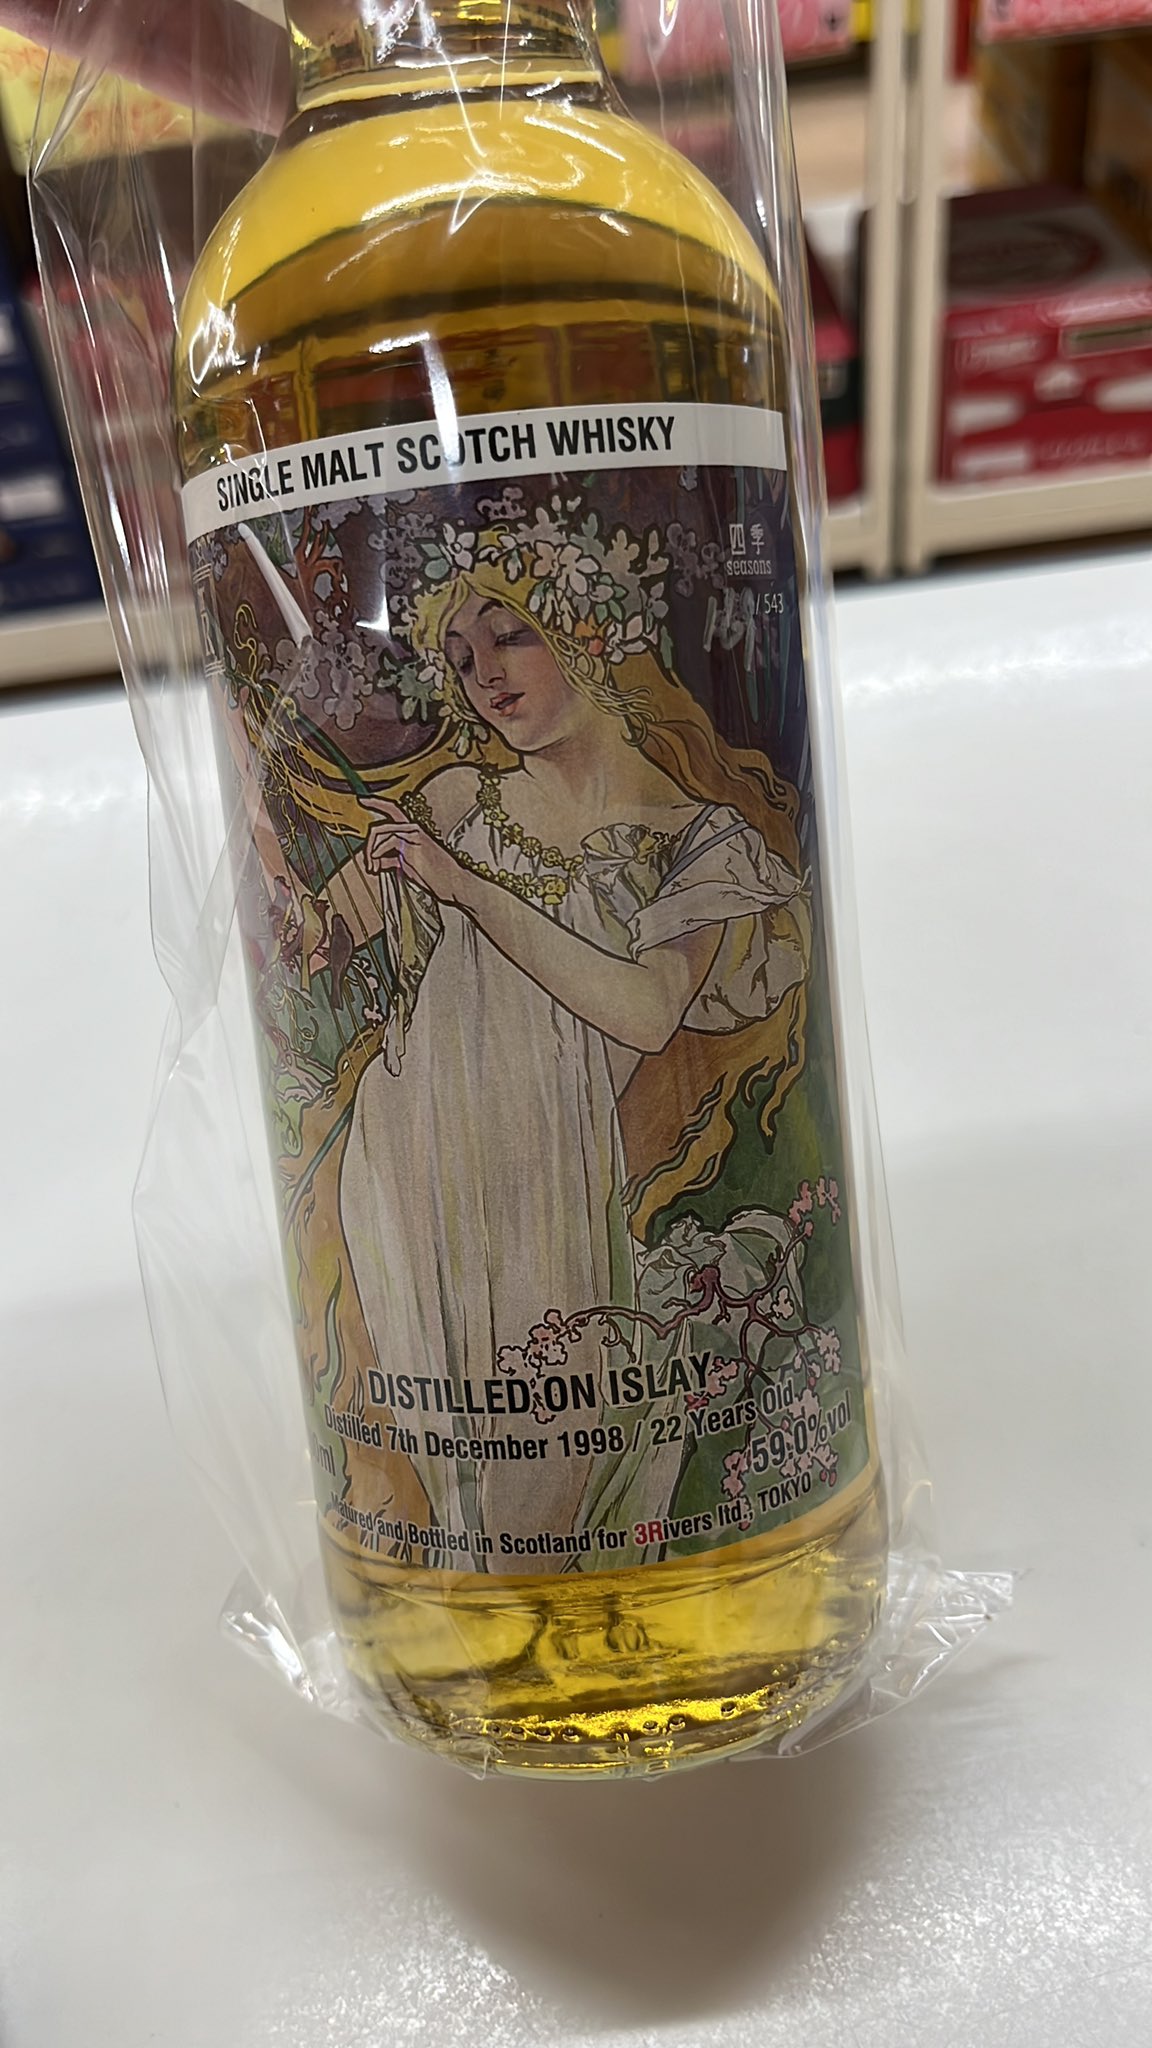 SINGLE MALT SCOTCH WHISKY
四季
seasons
/ 543
R
DISTILLED ON ISLAY
Distilled 7th December 1998 / 22 Years Old
0ml
59.0%vol
Matured and Bottled in Scotland for 3Rivers ltd., TOKYO